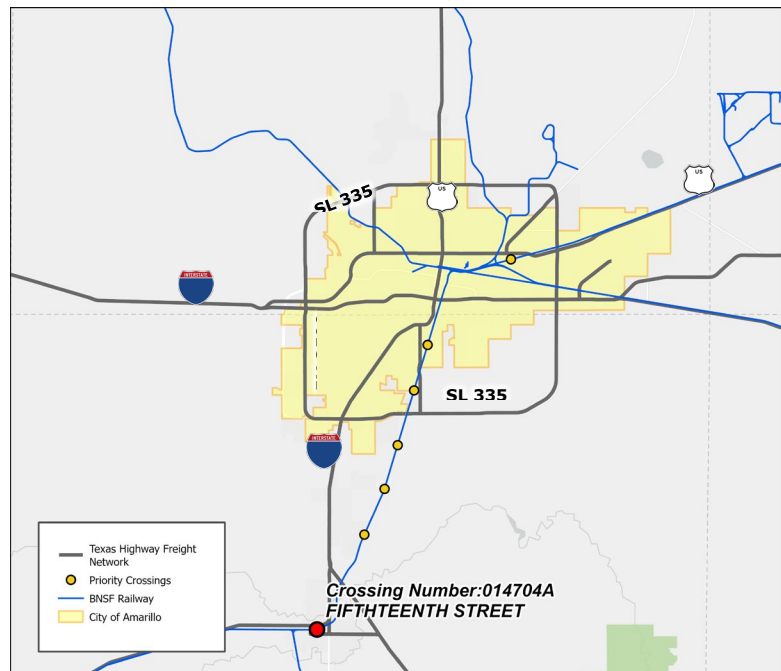 SL 335
US
US
INTERSTATE
SL 335
INTERSTATE
Texas Highway Freight
Network
Priority Crossings
BNSF Railway
City of Amarillo
Crossing Number:014704A
FIFTHTEENTH STREET